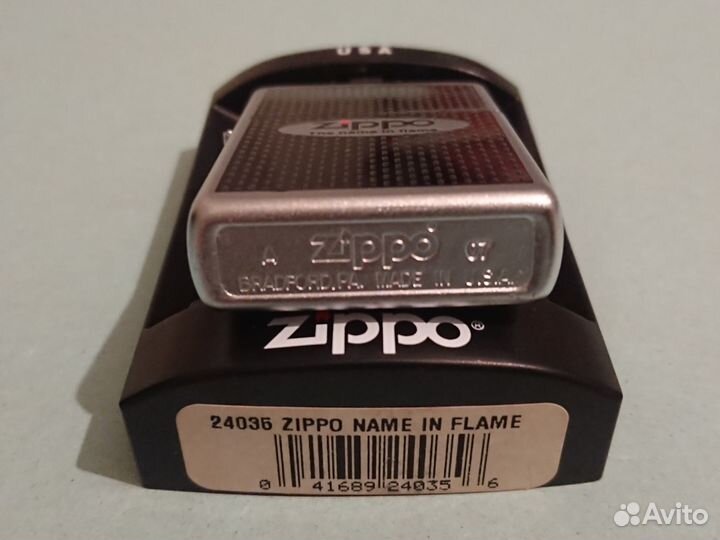 USA
Zippo
The name in flame
A Zippo 07
BRADFORD,PA. MADE IN U.S.A.
Zippo®
24035 ZIPPO NAME IN FLAME
0 41689 24035 6
Avito